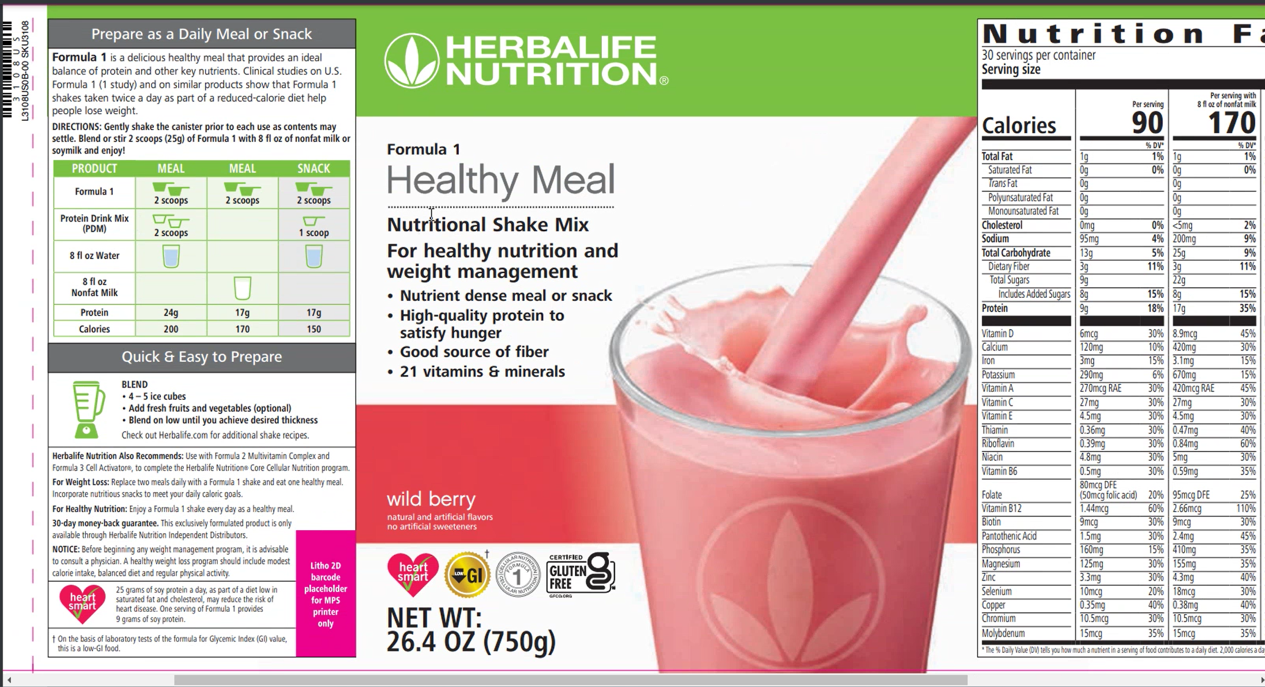 L3108US0B-00 SKU3108
3108US
Prepare as a Daily Meal or Snack
Formula 1 is a delicious healthy meal that provides an ideal
balance of protein and other key nutrients. Clinical studies on U.S.
Formula 1 (1 study) and on similar products show that Formula 1
shakes taken twice a day as part of a reduced-calorie diet help
people lose weight.
DIRECTIONS: Gently shake the canister prior to each use as contents may
settle. Blend or stir 2 scoops (25g) of Formula 1 with 8 fl oz of nonfat milk or
soymilk and enjoy!
PRODUCT MEAL MEAL SNACK
Formula 1 2 scoops 2 scoops 2 scoops
Protein Drink Mix
(PDM) 2 scoops 1 scoop
8 fl oz Water
8 fl oz
Nonfat Milk
Protein 24g 17g 17g
Calories 200 170 150
Quick & Easy to Prepare
BLEND
• 4 – 5 ice cubes
• Add fresh fruits and vegetables (optional)
• Blend on low until you achieve desired thickness
Check out Herbalife.com for additional shake recipes.
Herbalife Nutrition Also Recommends: Use with Formula 2 Multivitamin Complex and
Formula 3 Cell Activator®, to complete the Herbalife Nutrition® Core Cellular Nutrition program.
For Weight Loss: Replace two meals daily with a Formula 1 shake and eat one healthy meal.
Incorporate nutritious snacks to meet your daily caloric goals.
For Healthy Nutrition: Enjoy a Formula 1 shake every day as a healthy meal.
30-day money-back guarantee. This exclusively formulated product is only
available through Herbalife Nutrition Independent Distributors.
NOTICE: Before beginning any weight management program, it is advisable
to consult a physician. A healthy weight loss program should include modest
calorie intake, balanced diet and regular physical activity.
heart
smart
25 grams of soy protein a day, as part of a diet low in
saturated fat and cholesterol, may reduce the risk of
heart disease. One serving of Formula 1 provides
9 grams of soy protein.
† On the basis of laboratory tests of the formula for Glycemic Index (GI) value,
this is a low-GI food.
Litho 2D
barcode
placeholder
for MPS
printer
only
HERBALIFE
NUTRITION®
Formula 1
Healthy Meal
Nutritional Shake Mix
For healthy nutrition and
weight management
• Nutrient dense meal or snack
• High-quality protein to
satisfy hunger
• Good source of fiber
• 21 vitamins & minerals
wild berry
natural and artificial flavors
no artificial sweeteners
heart
smart
LOW GI †
CELLULAR NUTRITION
FORMULA
1
CERTIFIED
GLUTEN
FREE
GFCO.ORG
NET WT:
26.4 OZ (750g)
Nutrition Fa
30 servings per container
Serving size
Per serving Per serving with
8 fl oz of nonfat milk
Calories 90 170
% DV* % DV*
Total Fat 1g 1% 1g 1%
Saturated Fat 0g 0% 0g 0%
Trans Fat 0g 0g
Polyunsaturated Fat 0g 0g
Monounsaturated Fat 0g 0g
Cholesterol 0mg 0% <5mg 2%
Sodium 95mg 4% 200mg 9%
Total Carbohydrate 13g 5% 25g 9%
Dietary Fiber 3g 11% 3g 11%
Total Sugars 9g 22g
Includes Added Sugars 8g 15% 8g 15%
Protein 9g 18% 17g 35%
Vitamin D 6mcg 30% 8.9mcg 45%
Calcium 120mg 10% 420mg 30%
Iron 3mg 15% 3.1mg 15%
Potassium 290mg 6% 670mg 15%
Vitamin A 270mcg RAE 30% 420mcg RAE 45%
Vitamin C 27mg 30% 27mg 30%
Vitamin E 4.5mg 30% 4.5mg 30%
Thiamin 0.36mg 30% 0.47mg 40%
Riboflavin 0.39mg 30% 0.84mg 60%
Niacin 4.8mg 30% 5mg 30%
Vitamin B6 0.5mg 30% 0.59mg 35%
80mcg DFE
Folate (50mcg folic acid) 20% 95mcg DFE 25%
Vitamin B12 1.44mcg 60% 2.66mcg 110%
Biotin 9mcg 30% 9mcg 30%
Pantothenic Acid 1.5mg 30% 2.4mg 45%
Phosphorus 160mg 15% 410mg 35%
Magnesium 125mg 30% 155mg 35%
Zinc 3.3mg 30% 4.3mg 40%
Selenium 10mcg 20% 18mcg 30%
Copper 0.35mg 40% 0.38mg 40%
Chromium 10.5mcg 30% 10.5mcg 30%
Molybdenum 15mcg 35% 15mcg 35%
* The % Daily Value (DV) tells you how much a nutrient in a serving of food contributes to a daily diet. 2,000 calories a da